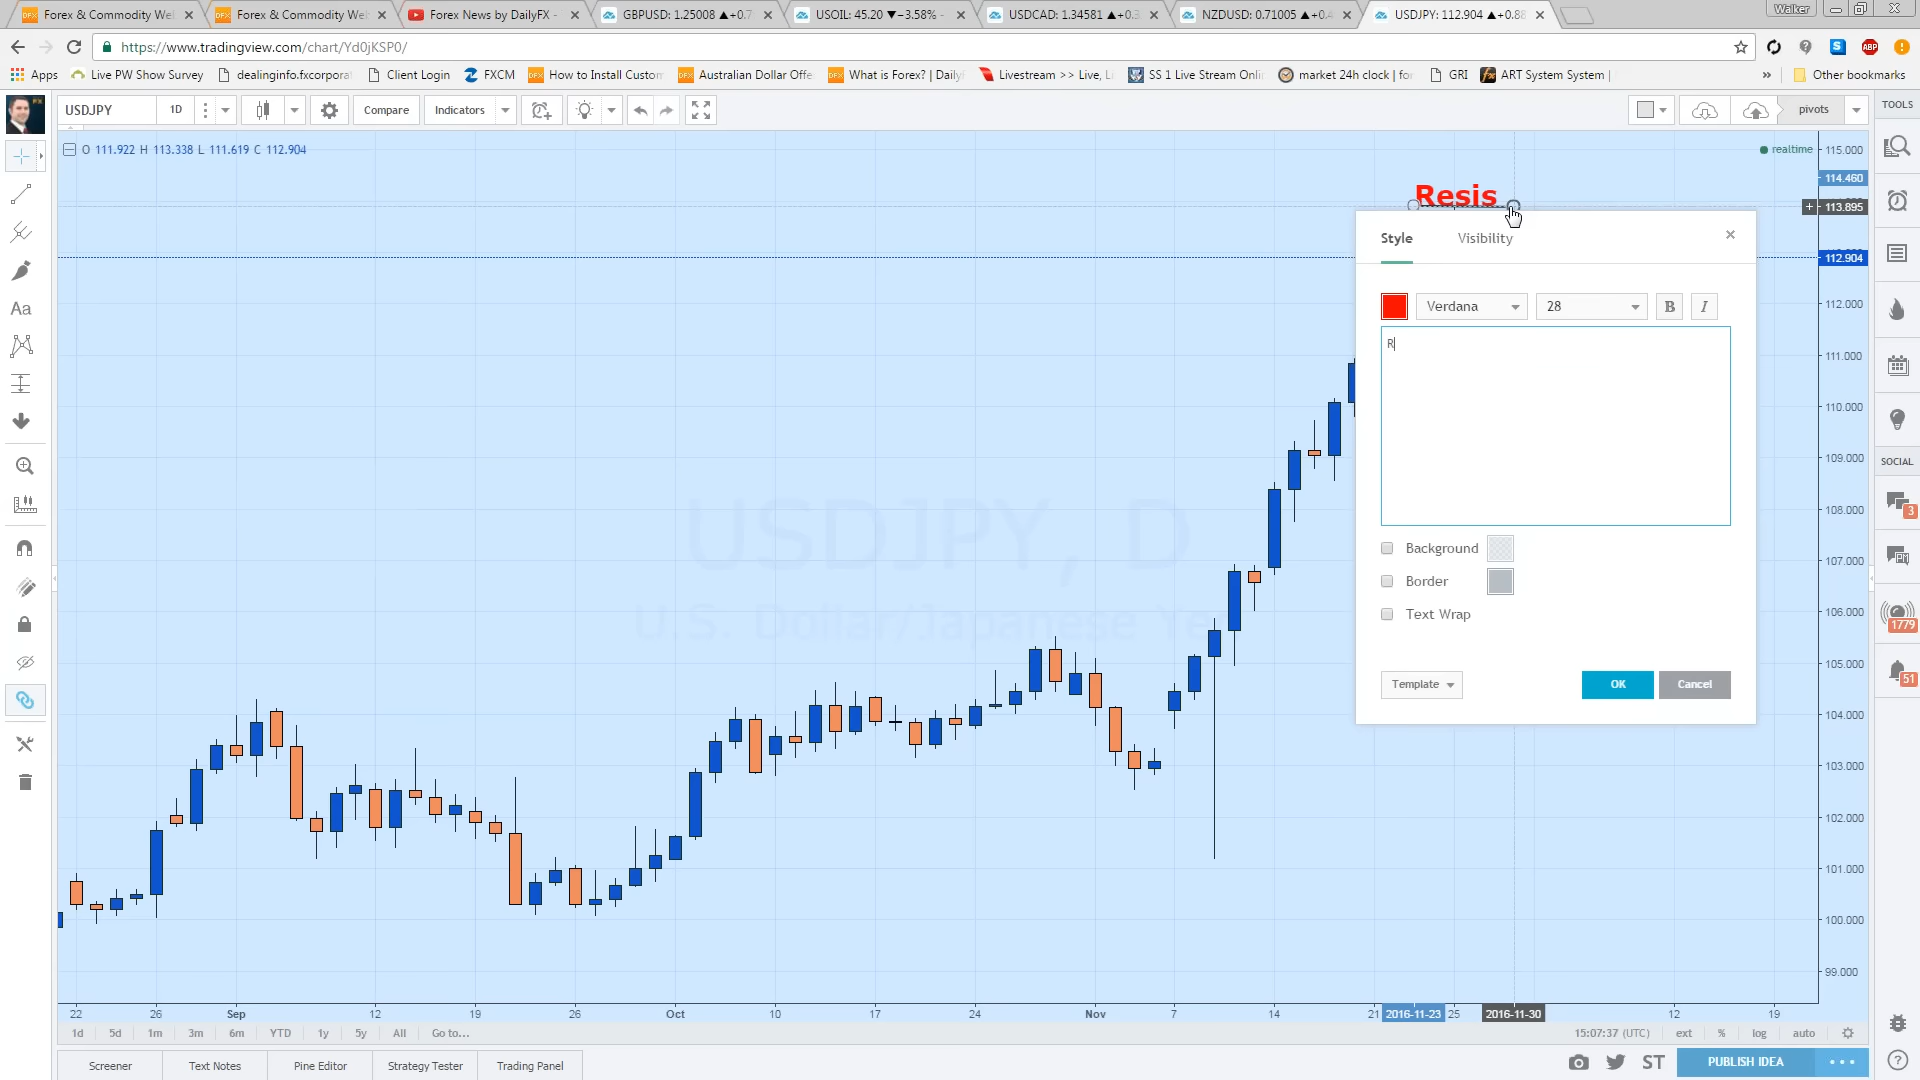 Forex & Commodity We
Forex & Commodity We
Forex News by DailyFX -
GBPUSD: 1.25008 ▲+0.7
USOIL: 45.20 ▼−3.58% -
USDCAD: 1.34581 ▲+0.3
NZDUSD: 0.71005 ▲+0.4
USDJPY: 112.904 ▲+0.88
Walker
https://www.tradingview.com/chart/Yd0jKSP0/
Apps
Live PW Show Survey
dealinginfo.fxcorpora
Client Login
FXCM
How to Install Custom
Australian Dollar Offe
What is Forex? | Daily
Livestream >> Live, Li
SS 1 Live Stream Onli
market 24h clock | fo
GRI
ART System System |
»
Other bookmarks
USDJPY
1D
Compare
Indicators
pivots
TOOLS
O 111.922 H 113.338 L 111.619 C 112.904
realtime
115.000
114.460
Resis
+ 113.895
112.904
Style
Visibility
112.000
Verdana
28
B
I
R
111.000
110.000
109.000
SOCIAL
USDJPY, D
108.000
3
Background
107.000
Border
Text Wrap
106.000
U.S. Dollar/Japanese Ye
1779
105.000
Template
OK
Cancel
51
104.000
103.000
102.000
101.000
100.000
99.000
22
26
Sep
12
19
26
Oct
10
17
24
Nov
7
14
21
2016-11-23
25
2016-11-30
12
19
1d
5d
1m
3m
6m
YTD
1y
5y
All
Go to...
15:07:37 (UTC)
ext
%
log
auto
Screener
Text Notes
Pine Editor
Strategy Tester
Trading Panel
ST
PUBLISH IDEA